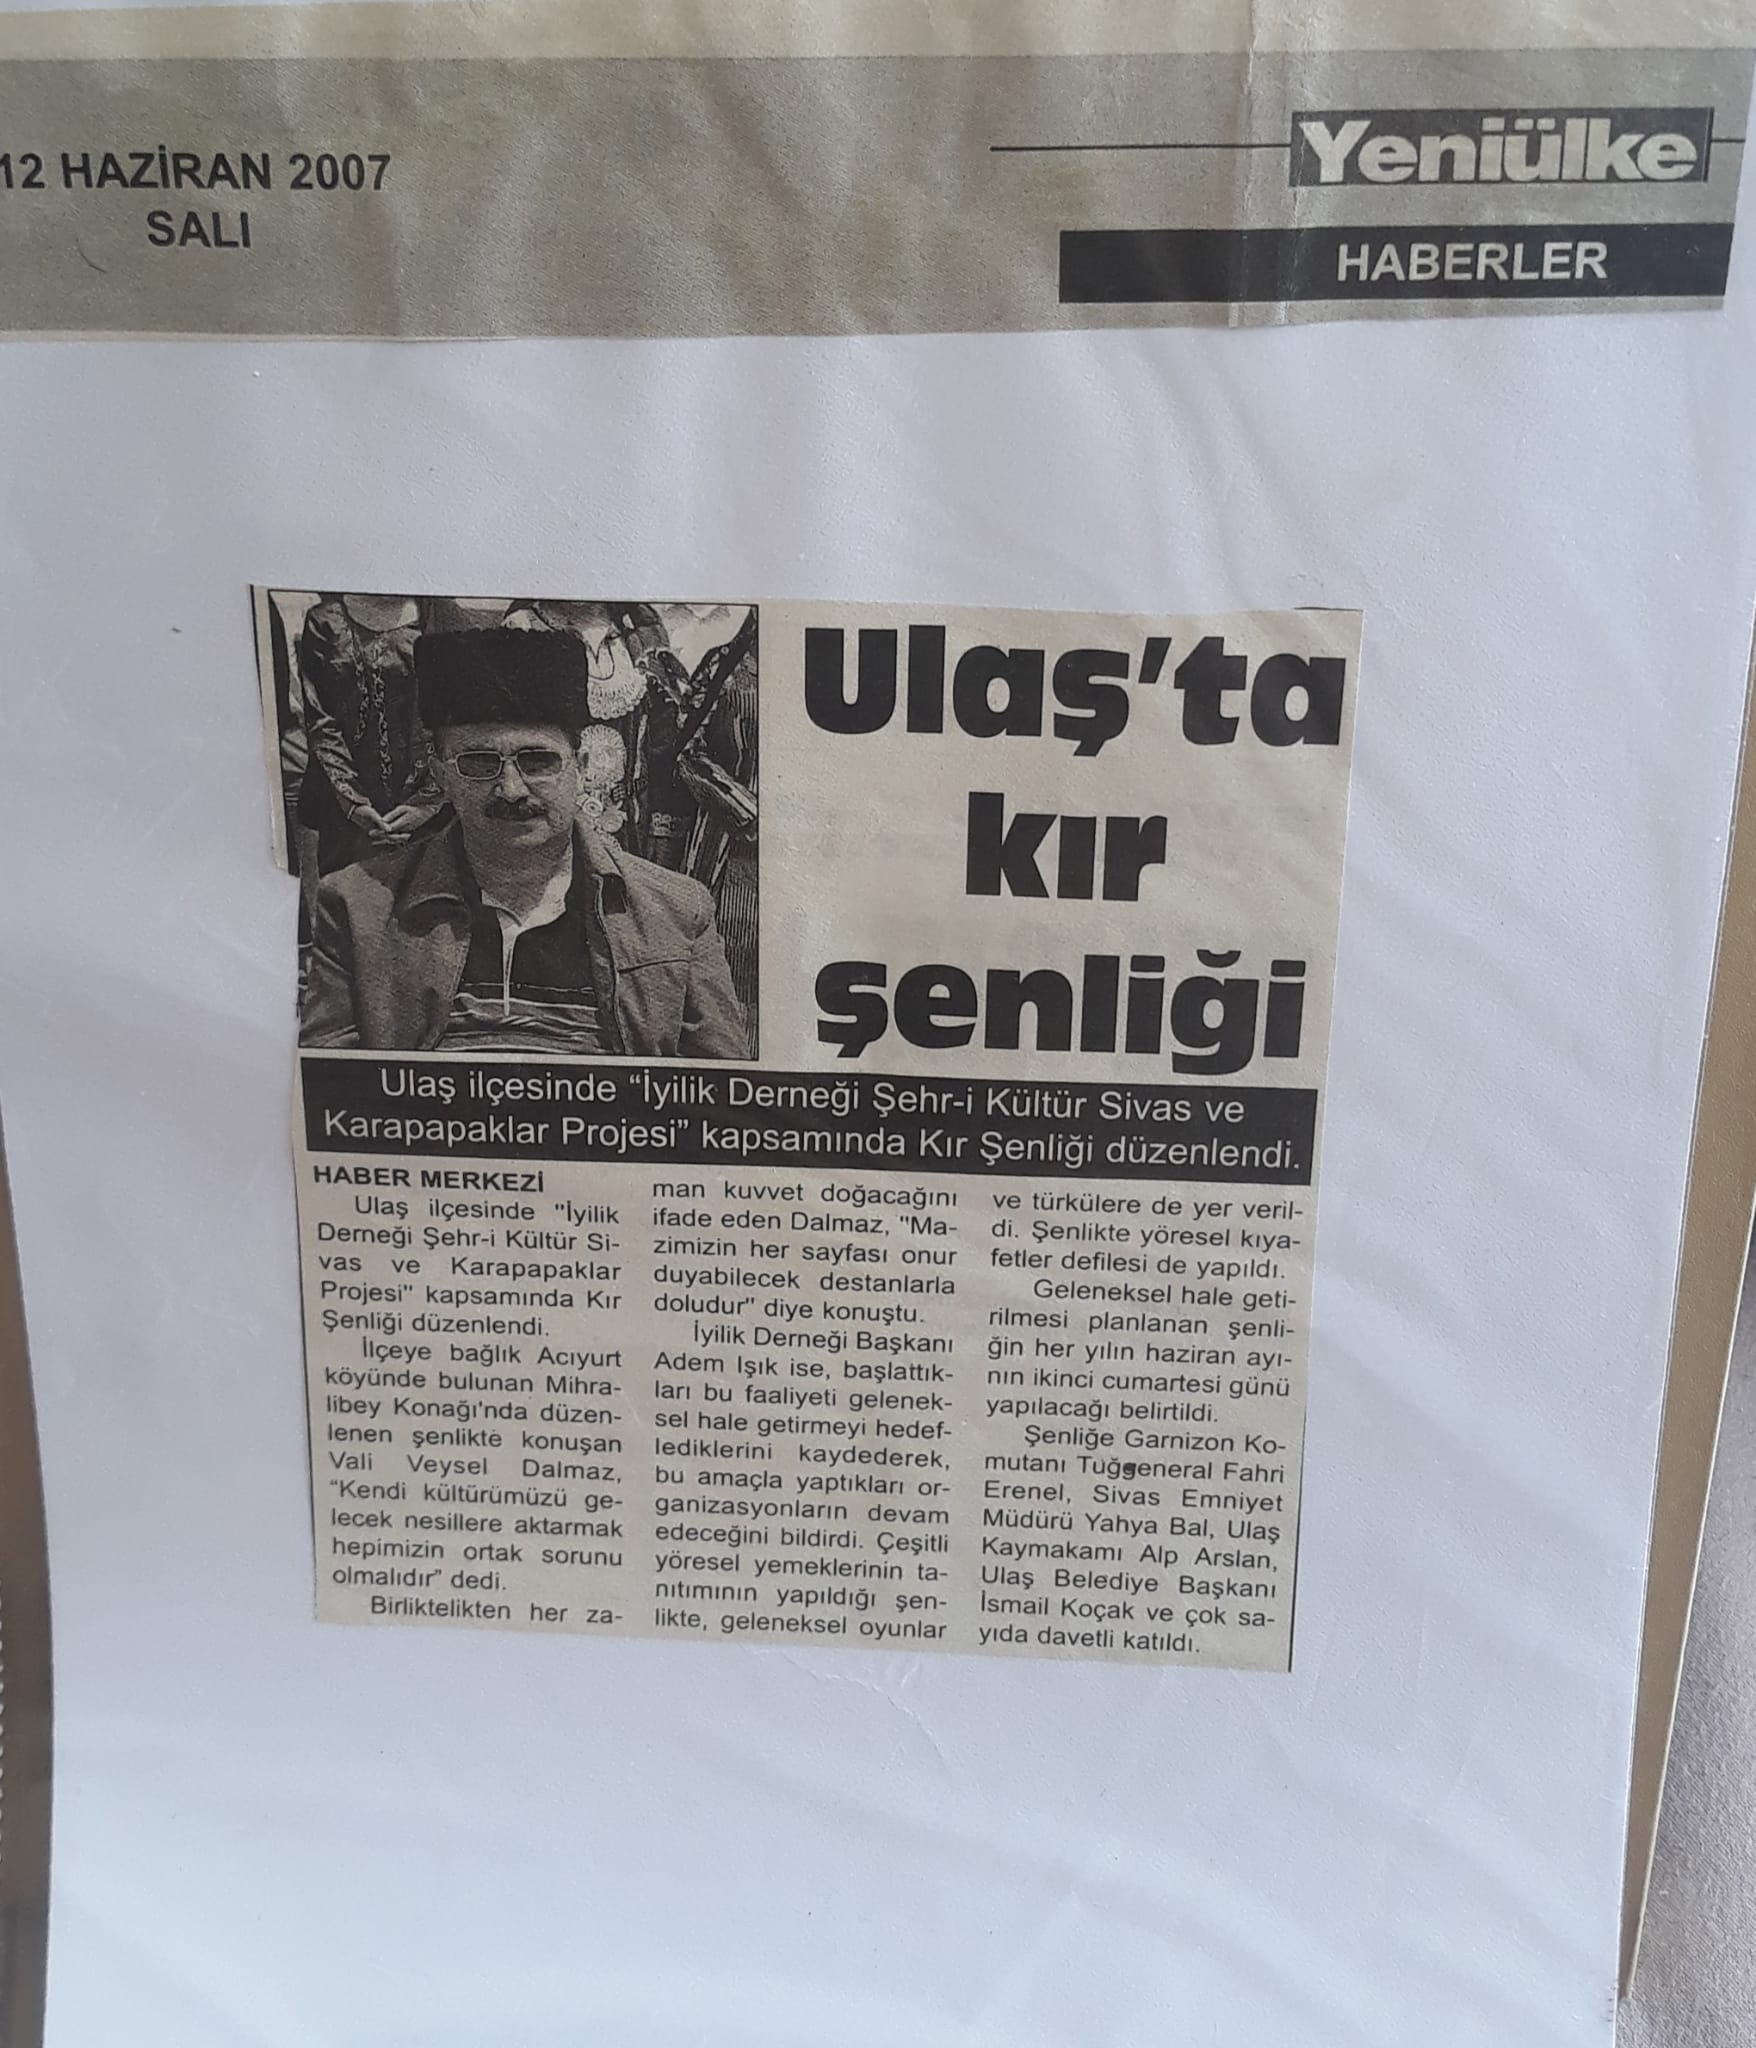 12 HAZİRAN 2007
SALI
Yeniülke
HABERLER
Ulaş'ta
kır
şenliği
Ulaş ilçesinde “İyilik Derneği Şehr-i Kültür Sivas ve
Karapapaklar Projesi” kapsamında Kır Şenliği düzenlendi.
HABER MERKEZİ
Ulaş ilçesinde "İyilik
Derneği Şehr-i Kültür Si-
vas ve Karapapaklar
Projesi" kapsamında Kır
Şenliği düzenlendi.
İlçeye bağlık Acıyurt
köyünde bulunan Mihra-
libey Konağı'nda düzen-
lenen şenlikte konuşan
Vali Veysel Dalmaz,
“Kendi kültürümüzü ge-
lecek nesillere aktarmak
hepimizin ortak sorunu
olmalıdır” dedi.
Birliktelikten her za-
man kuvvet doğacağını
ifade eden Dalmaz, "Ma-
zimizin her sayfası onur
duyabilecek destanlarla
doludur" diye konuştu.
İyilik Derneği Başkanı
Adem Işık ise, başlattık-
ları bu faaliyeti gelenek-
sel hale getirmeyi hedef-
lediklerini kaydederek,
bu amaçla yaptıkları or-
ganizasyonların devam
edeceğini bildirdi. Çeşitli
yöresel yemeklerinin ta-
nıtımının yapıldığı şen-
likte, geleneksel oyunlar
ve türkülere de yer veril-
di. Şenlikte yöresel kıya-
fetler defilesi de yapıldı.
Geleneksel hale geti-
rilmesi planlanan şenli-
ğin her yılın haziran ayı-
nın ikinci cumartesi günü
yapılacağı belirtildi.
Şenliğe Garnizon Ko-
mutanı Tuğgeneral Fahri
Erenel, Sivas Emniyet
Müdürü Yahya Bal, Ulaş
Kaymakamı Alp Arslan,
Ulaş Belediye Başkanı
İsmail Koçak ve çok sa-
yıda davetli katıldı.